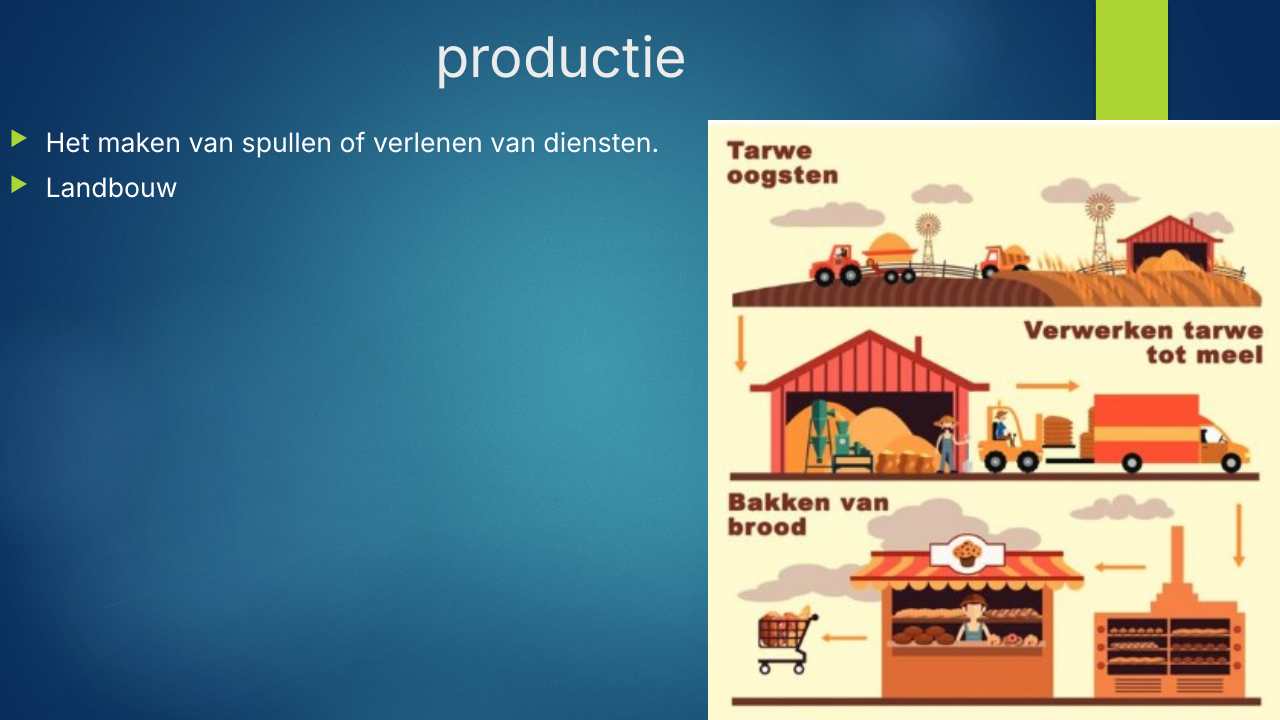 productie
Het maken van spullen of verlenen van diensten.
Landbouw
Tarwe
oogsten
Verwerken tarwe
tot meel
Bakken van
brood